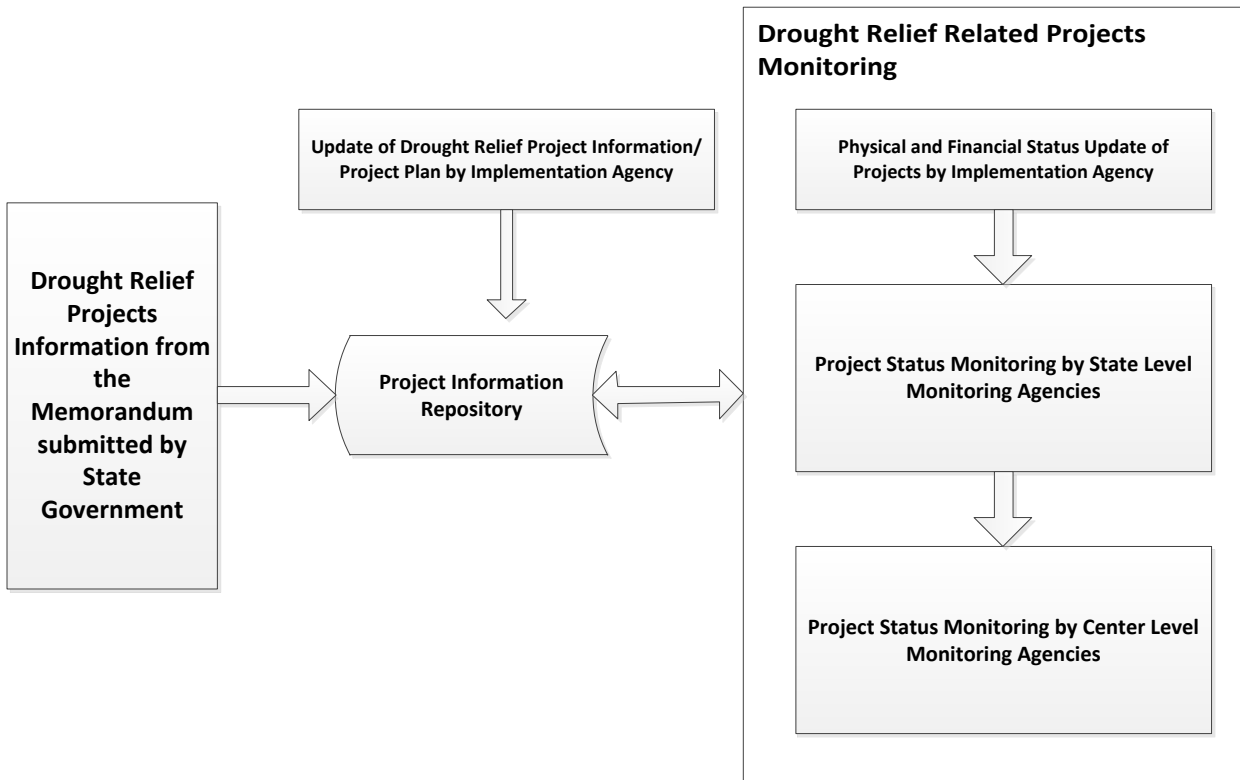 Drought Relief Related Projects
Monitoring
Update of Drought Relief Project Information/
Project Plan by Implementation Agency
Physical and Financial Status Update of
Projects by Implementation Agency
Drought Relief
Projects
Information from
the
Memorandum
submitted by
State
Government
Project Information
Repository
Project Status Monitoring by State Level
Monitoring Agencies
Project Status Monitoring by Center Level
Monitoring Agencies